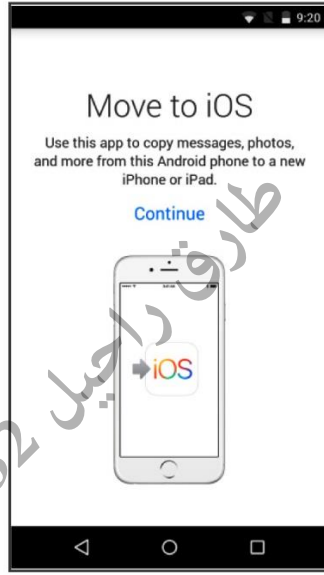 9:20
Move to iOS
Use this app to copy messages, photos,
and more from this Android phone to a new
iPhone or iPad.
Continue
iOS
طارق راحيل